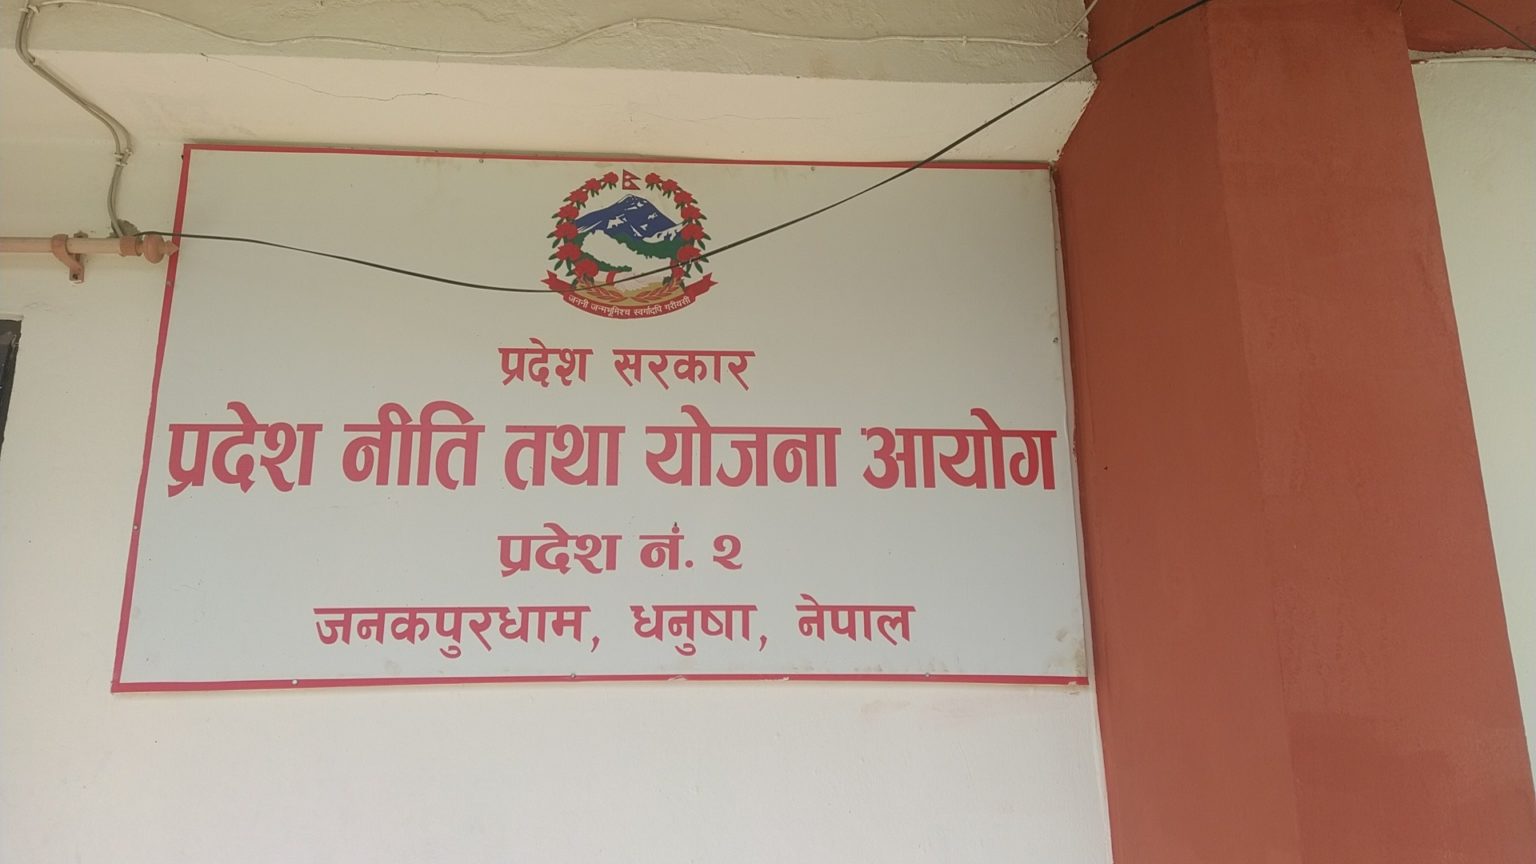 जननी जन्मभूमिश्च स्वर्गादपि गरीयसी
प्रदेश सरकार
प्रदेश नीति तथा योजना आयोग
प्रदेश नं. २
जनकपुरधाम, धनुषा, नेपाल